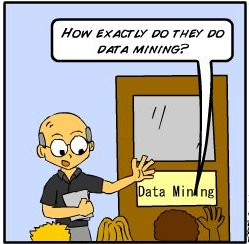 HOW EXACTLY DO THEY DO
DATA MINING?
Data Mining